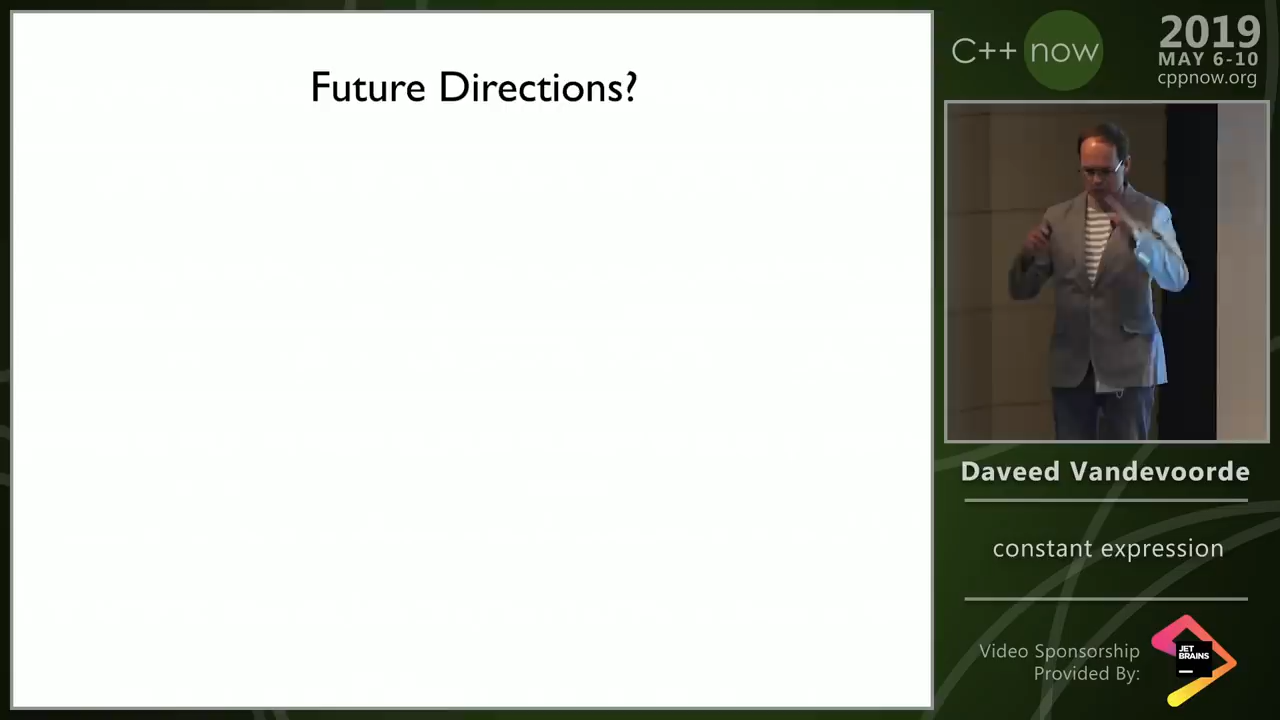 Future Directions?
C++ now
2019
MAY 6-10
cppnow.org
Daveed Vandevoorde
constant expression
Video Sponsorship
Provided By:
JET
BRAINS